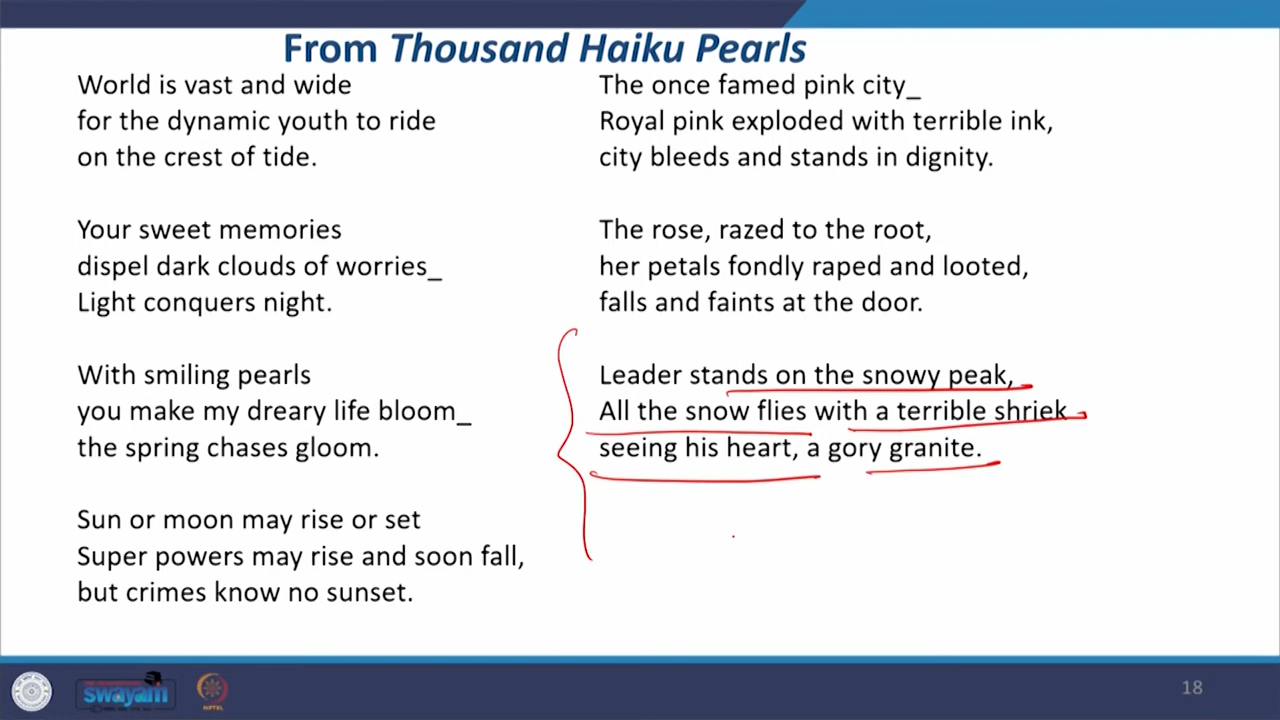 From Thousand Haiku Pearls
World is vast and wide
for the dynamic youth to ride
on the crest of tide.
Your sweet memories
dispel dark clouds of worries_
Light conquers night.
With smiling pearls
you make my dreary life bloom_
the spring chases gloom.
Sun or moon may rise or set
Super powers may rise and soon fall,
but crimes know no sunset.
The once famed pink city_
Royal pink exploded with terrible ink,
city bleeds and stands in dignity.
The rose, razed to the root,
her petals fondly raped and looted,
falls and faints at the door.
Leader stands on the snowy peak,
All the snow flies with a terrible shriek
seeing his heart, a gory granite.
swayam
NPTEL
18